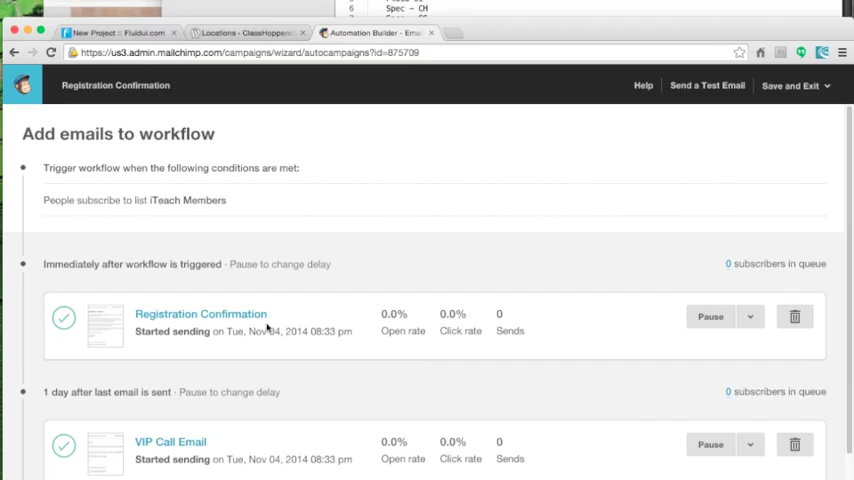 6
Spec - CH
7
New Project :: Fluidui.com
Locations - ClassHoppers
Automation Builder - Emai
https://us3.admin.mailchimp.com/campaigns/wizard/autocampaigns?id=875709
Registration Confirmation
Help
Send a Test Email
Save and Exit
Add emails to workflow
Trigger workflow when the following conditions are met:
People subscribe to list iTeach Members
Immediately after workflow is triggered · Pause to change delay
0 subscribers in queue
Registration Confirmation
Started sending on Tue, Nov 04, 2014 08:33 pm
0.0%
Open rate
0.0%
Click rate
0
Sends
Pause
1 day after last email is sent · Pause to change delay
0 subscribers in queue
VIP Call Email
Started sending on Tue, Nov 04, 2014 08:33 pm
0.0%
Open rate
0.0%
Click rate
0
Sends
Pause